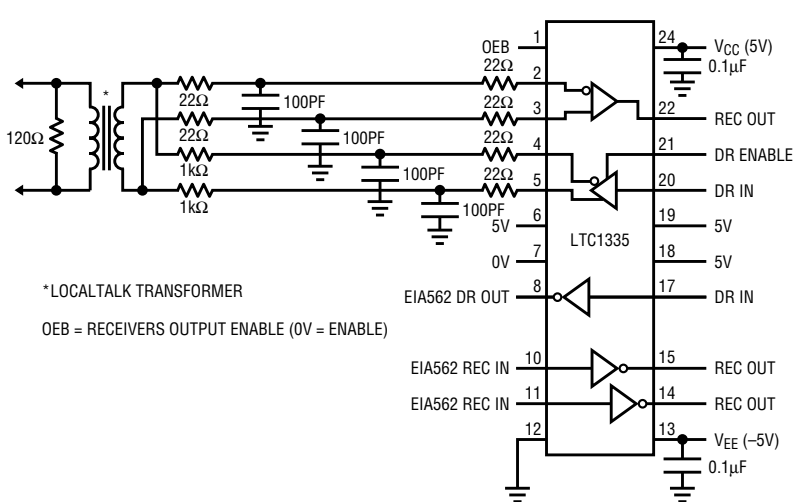 OEB
1
24
VCC (5V)
0.1µF
22Ω
2
*
22Ω
100PF
22Ω
3
22
REC OUT
120Ω
22Ω
100PF
22Ω
4
21
DR ENABLE
1kΩ
100PF
22Ω
5
20
DR IN
1kΩ
100PF
5V
6
19
5V
LTC1335
0V
7
18
5V
*LOCALTALK TRANSFORMER
EIA562 DR OUT
8
17
DR IN
OEB = RECEIVERS OUTPUT ENABLE (0V = ENABLE)
EIA562 REC IN
10
15
REC OUT
EIA562 REC IN
11
14
REC OUT
12
13
VEE (–5V)
0.1µF